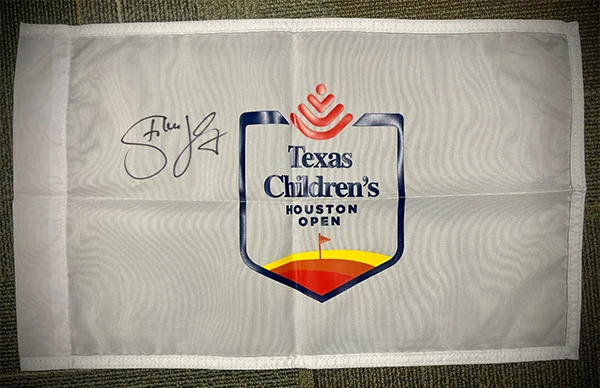 Texas
Children's
HOUSTON
OPEN